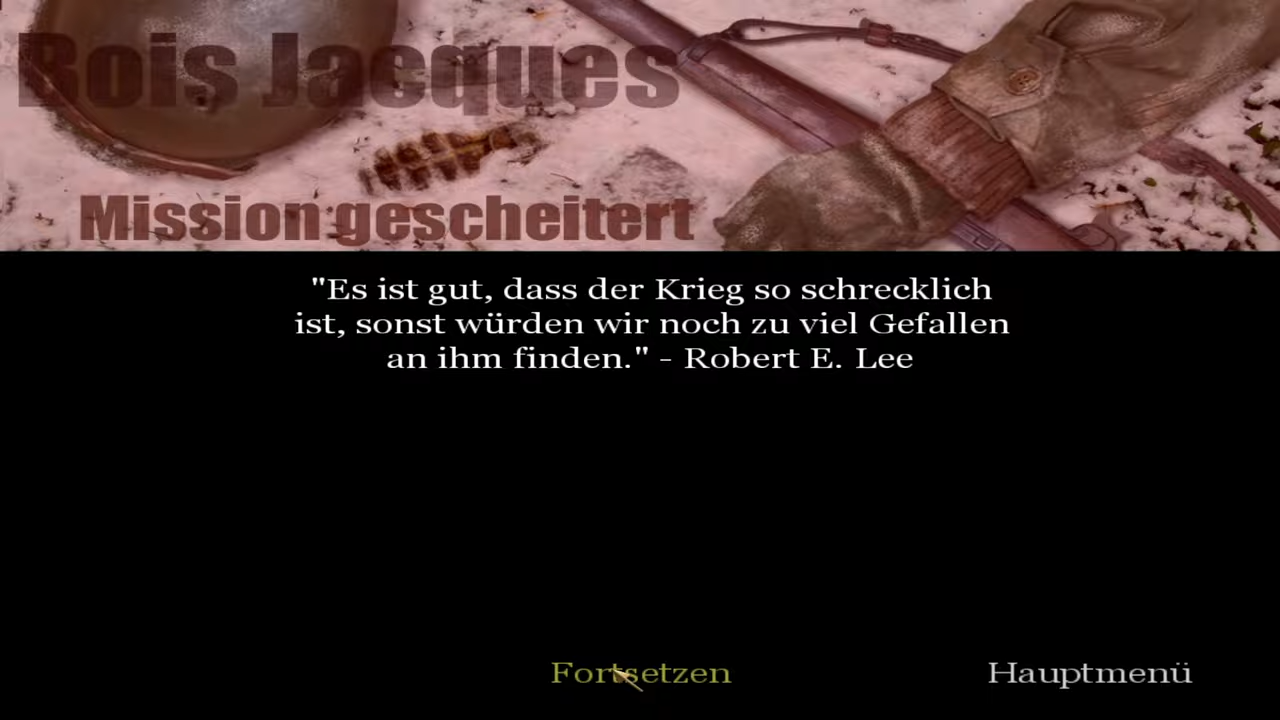 Bois Jacques
Mission gescheitert
"Es ist gut, dass der Krieg so schrecklich
ist, sonst würden wir noch zu viel Gefallen
an ihm finden." - Robert E. Lee
Fortsetzen
Hauptmenü